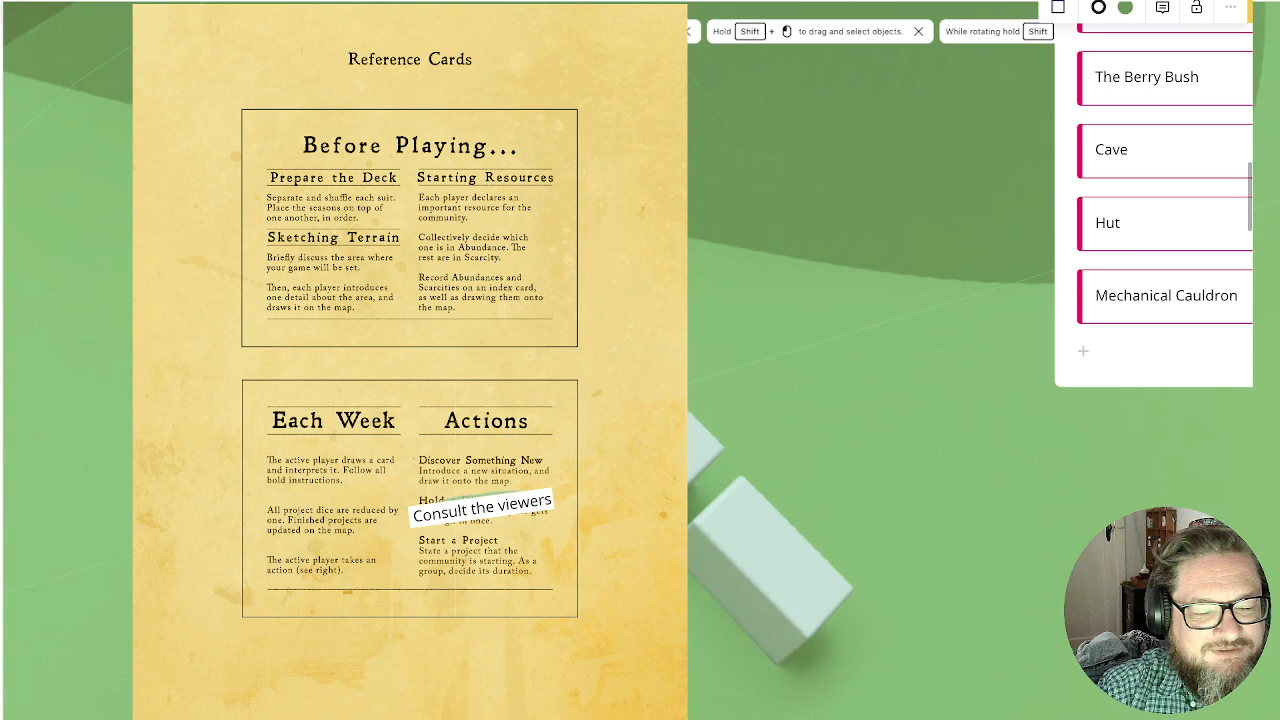 Hold Shift + to drag and select objects.
While rotating hold Shift
Reference Cards
Before Playing...
Prepare the Deck
Separate and shuffle each suit.
Place the seasons on top of
one another, in order.
Sketching Terrain
Briefly discuss the area where
your game will be set.
Then, each player introduces
one detail about the area, and
draws it on the map.
Starting Resources
Each player declares an
important resource for the
community.
Collectively decide which
one is in Abundance. The
rest are in Scarcity.
Record Abundances and
Scarcities on an index card,
as well as drawing them onto
the map.
Each Week
The active player draws a card
and interprets it. Follow all
bold instructions.
All project dice are reduced by
one. Finished projects are
updated on the map.
The active player takes an
action (see right).
Actions
Discover Something New
Introduce a new situation, and
draw it onto the map.
Hold
Consult the viewers
gets
in once.
Start a Project
State a project that the
community is starting. As a
group, decide its duration.
The Berry Bush
Cave
Hut
Mechanical Cauldron